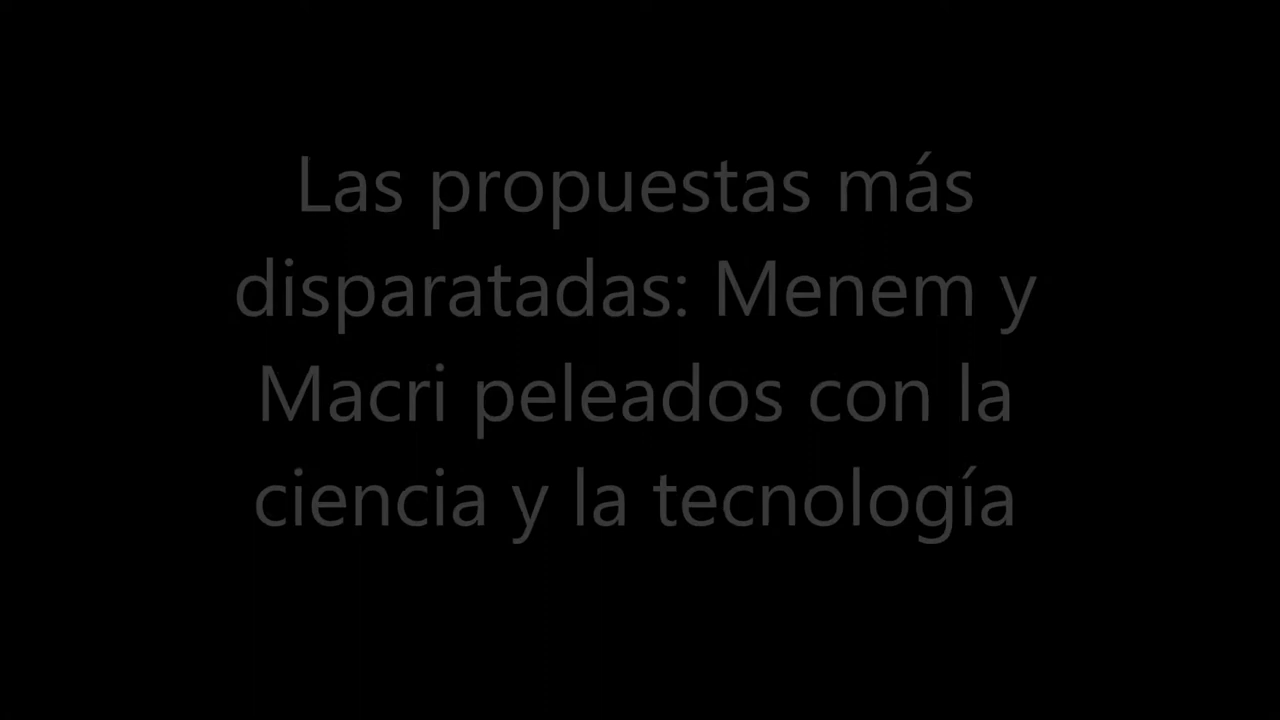 Las propuestas más
disparatadas: Menem y
Macri peleados con la
ciencia y la tecnología